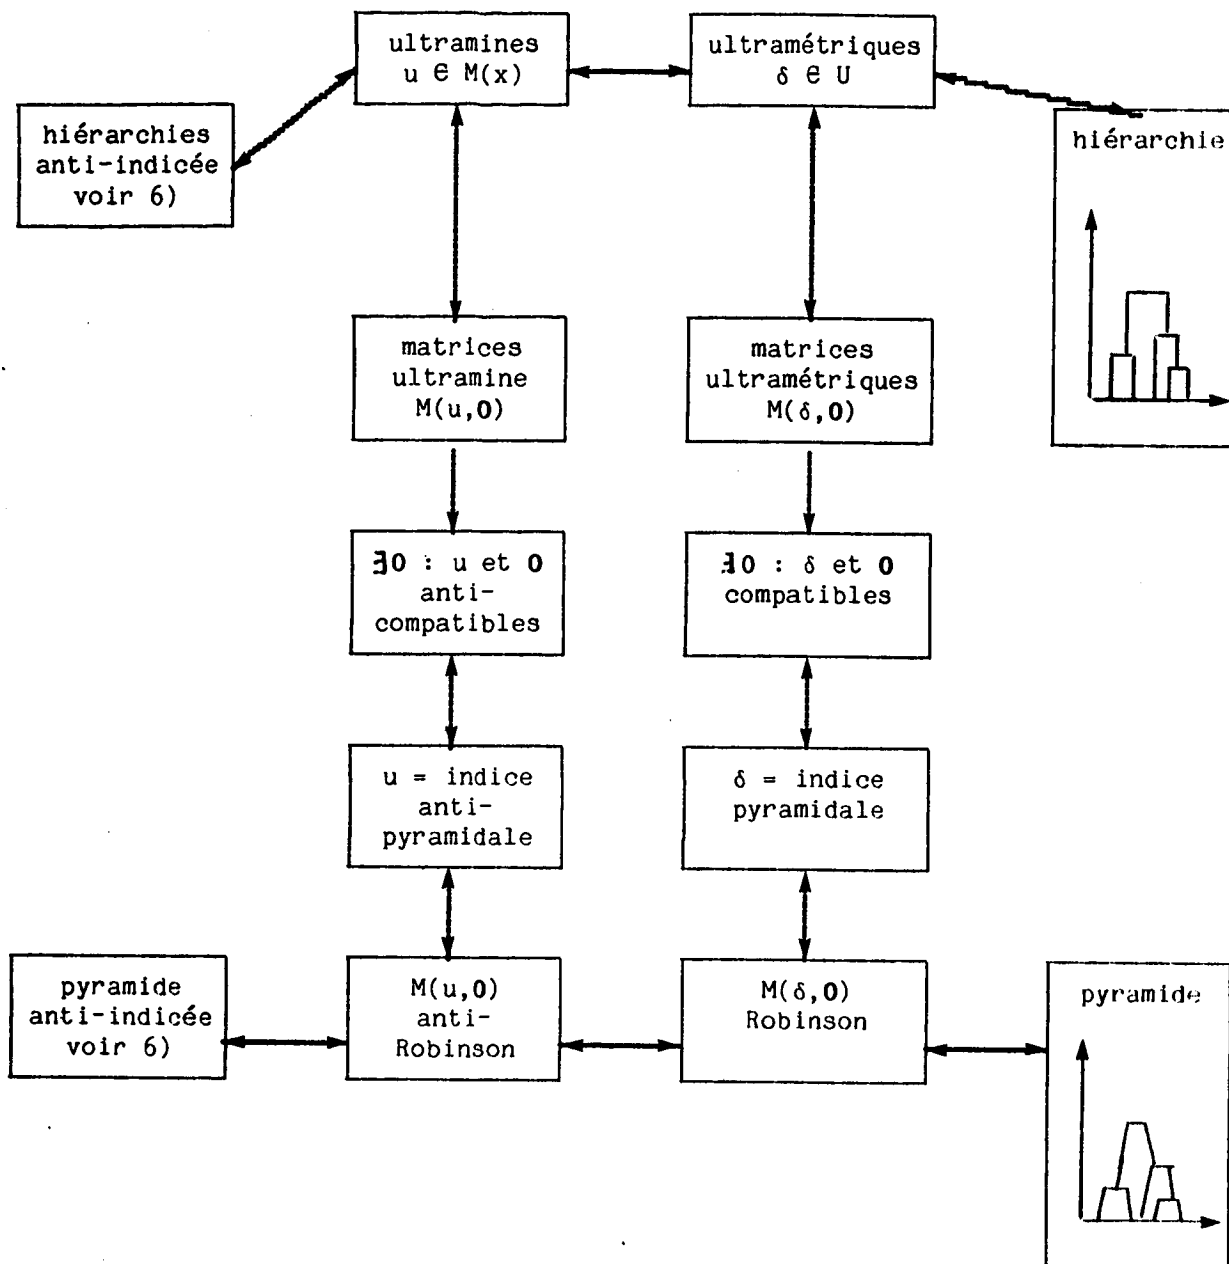 ultramines
u ∈ M(x)
ultramétriques
δ ∈ U
hiérarchies
anti-indicée
voir 6)
hiérarchie
matrices
ultramine
M(u,O)
matrices
ultramétriques
M(δ,O)
∃O : u et O
anti-
compatibles
∃O : δ et O
compatibles
u = indice
anti-
pyramidale
δ = indice
pyramidale
pyramide
anti-indicée
voir 6)
M(u,O)
anti-
Robinson
M(δ,O)
Robinson
pyramide